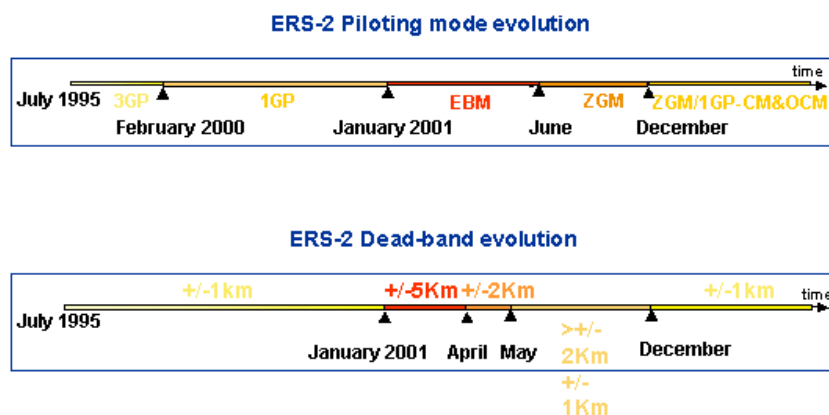 ERS-2 Piloting mode evolution
time
July 1995 3GP 1GP EBM ZGM ZGM/1GP-CM&OCM
February 2000 January 2001 June December
ERS-2 Dead-band evolution
+/-1km +/-5Km +/-2Km +/-1km time
July 1995
January 2001 April May December
>+/-
2Km
+/-
1Km